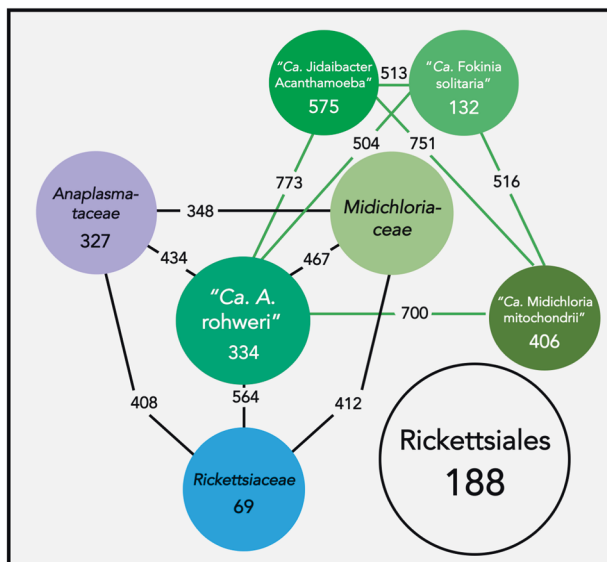 "Ca. Jidaibacter
Acanthamoeba"
575
513
"Ca. Fokinia
solitaria"
132
504
751
773
516
Anaplasma-
taceae
327
348
Midichloria-
ceae
434
467
"Ca. A.
rohweri"
334
700
"Ca. Midichloria
mitochondrii"
406
408
564
412
Rickettsiaceae
69
Rickettsiales
188